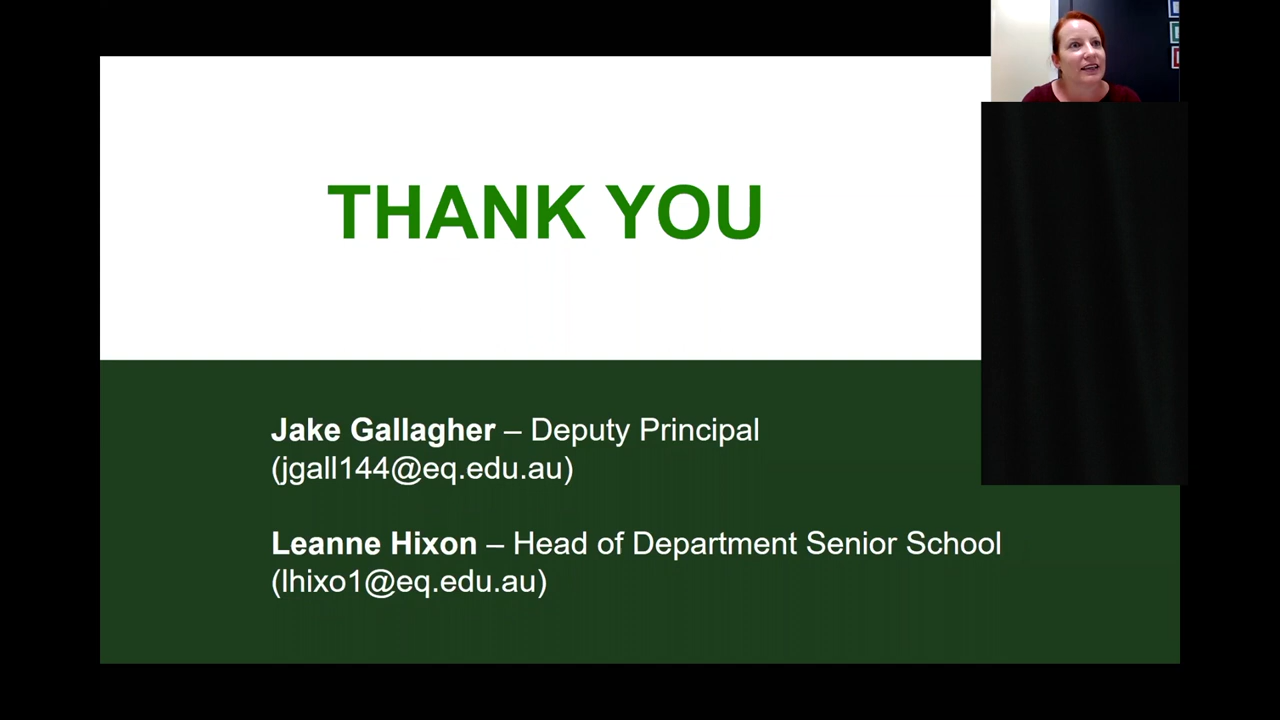 THANK YOU
Jake Gallagher – Deputy Principal
(jgall144@eq.edu.au)
Leanne Hixon – Head of Department Senior School
(lhixo1@eq.edu.au)